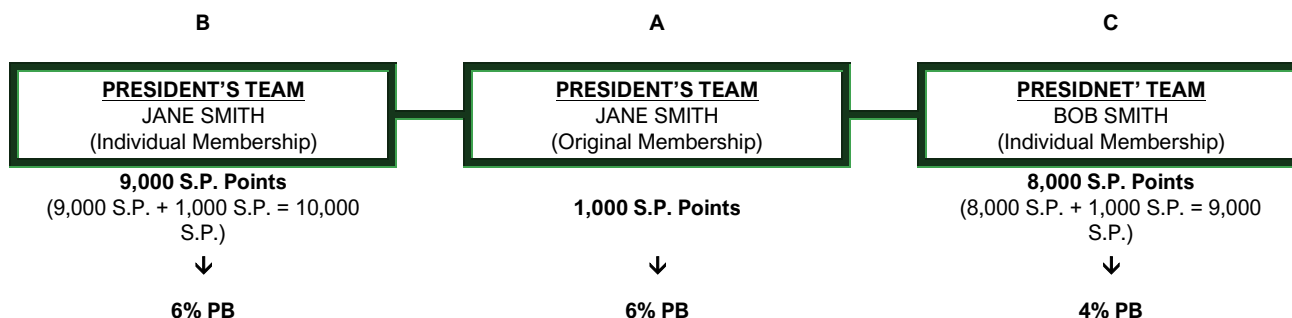 B
A
C
PRESIDENT'S TEAM
JANE SMITH
(Individual Membership)
PRESIDENT'S TEAM
JANE SMITH
(Original Membership)
PRESIDNET' TEAM
BOB SMITH
(Individual Membership)
9,000 S.P. Points
(9,000 S.P. + 1,000 S.P. = 10,000
S.P.)
1,000 S.P. Points
8,000 S.P. Points
(8,000 S.P. + 1,000 S.P. = 9,000
S.P.)
6% PB
6% PB
4% PB